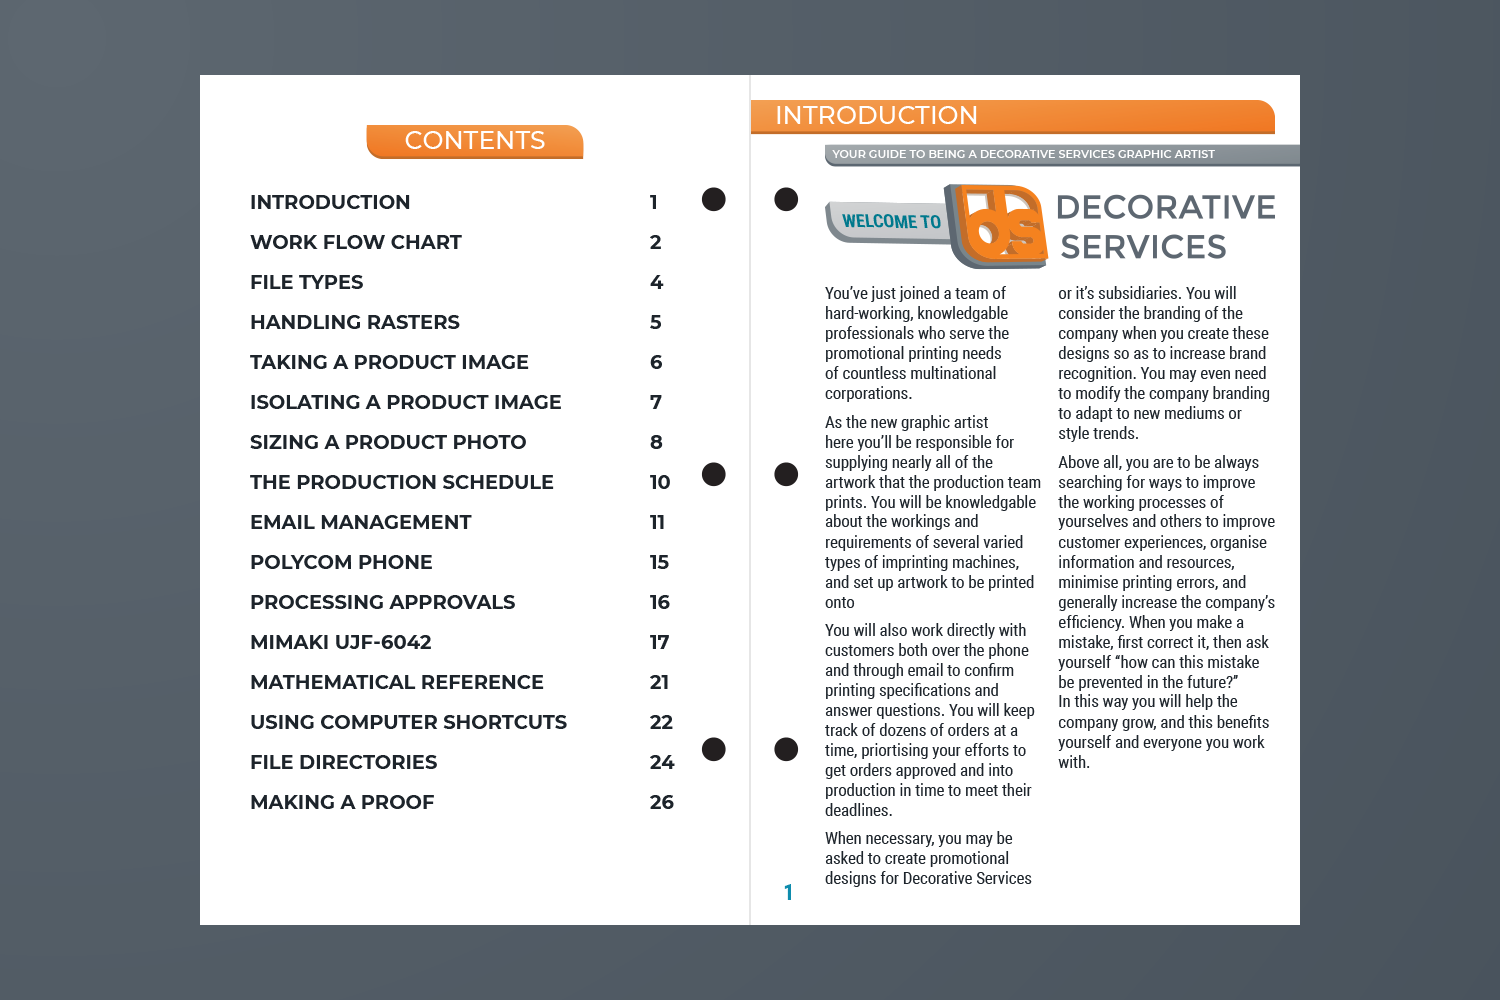 CONTENTS
INTRODUCTION 1
WORK FLOW CHART 2
FILE TYPES 4
HANDLING RASTERS 5
TAKING A PRODUCT IMAGE 6
ISOLATING A PRODUCT IMAGE 7
SIZING A PRODUCT PHOTO 8
THE PRODUCTION SCHEDULE 10
EMAIL MANAGEMENT 11
POLYCOM PHONE 15
PROCESSING APPROVALS 16
MIMAKI UJF-6042 17
MATHEMATICAL REFERENCE 21
USING COMPUTER SHORTCUTS 22
FILE DIRECTORIES 24
MAKING A PROOF 26
INTRODUCTION
YOUR GUIDE TO BEING A DECORATIVE SERVICES GRAPHIC ARTIST
WELCOME TO
ds
DECORATIVE
SERVICES
You’ve just joined a team of
hard-working, knowledgable
professionals who serve the
promotional printing needs
of countless multinational
corporations.
As the new graphic artist
here you’ll be responsible for
supplying nearly all of the
artwork that the production team
prints. You will be knowledgable
about the workings and
requirements of several varied
types of imprinting machines,
and set up artwork to be printed
onto
You will also work directly with
customers both over the phone
and through email to confirm
printing specifications and
answer questions. You will keep
track of dozens of orders at a
time, priortising your efforts to
get orders approved and into
production in time to meet their
deadlines.
When necessary, you may be
asked to create promotional
designs for Decorative Services
or it’s subsidiaries. You will
consider the branding of the
company when you create these
designs so as to increase brand
recognition. You may even need
to modify the company branding
to adapt to new mediums or
style trends.
Above all, you are to be always
searching for ways to improve
the working processes of
yourselves and others to improve
customer experiences, organise
information and resources,
minimise printing errors, and
generally increase the company’s
efficiency. When you make a
mistake, first correct it, then ask
yourself “how can this mistake
be prevented in the future?”
In this way you will help the
company grow, and this benefits
yourself and everyone you work
with.
1